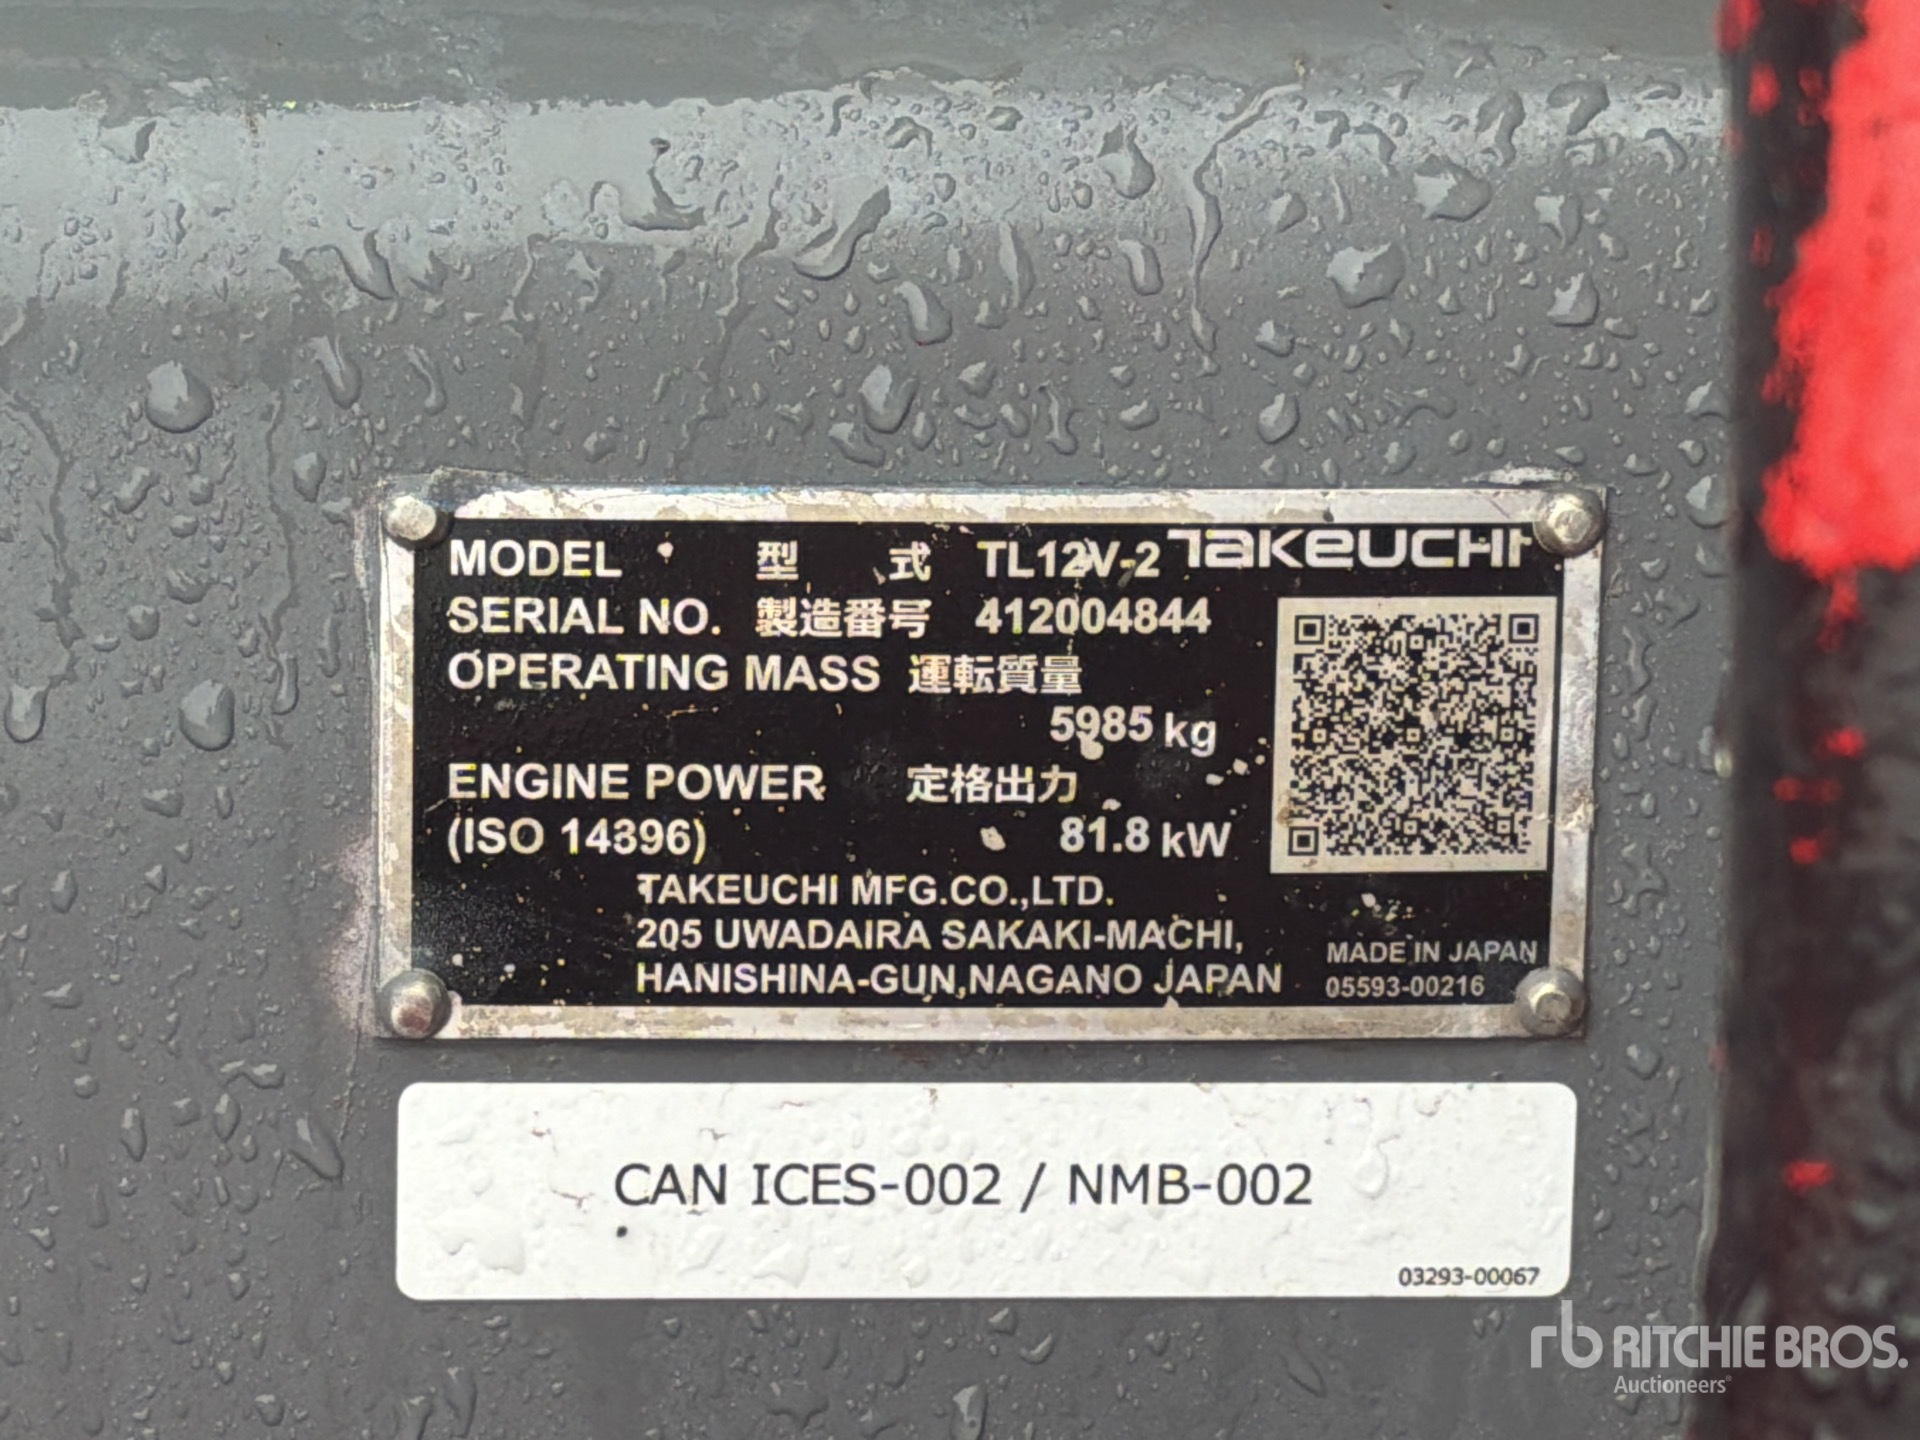 MODEL 型 式 TL12V-2 TAKEUCHI
SERIAL NO. 製造番号 412004844
OPERATING MASS 運転質量
5985 kg
ENGINE POWER 定格出力
(ISO 14396) 81.8 kW
TAKEUCHI MFG.CO.,LTD.
205 UWADAIRA SAKAKI-MACHI,
HANISHINA-GUN,NAGANO JAPAN
MADE IN JAPAN
05593-00216
CAN ICES-002 / NMB-002
03293-00067
rb RITCHIE BROS.
Auctioneers®